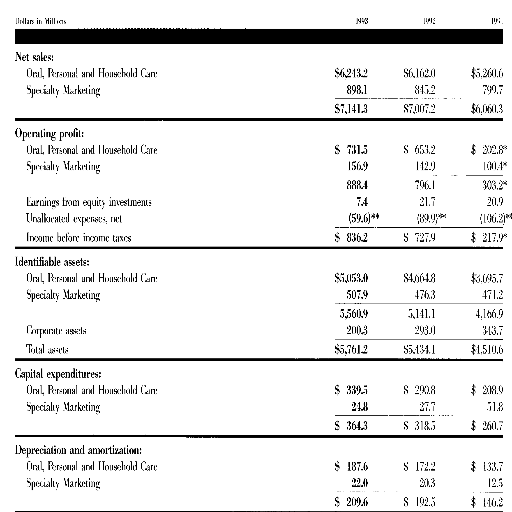 Dollars in Millions 1993 1992 1991
Net sales:
Oral, Personal and Household Care $6,243.2 $6,162.0 $5,260.6
Specialty Marketing 898.1 845.2 799.7
$7,141.3 $7,007.2 $6,060.3
Operating profit:
Oral, Personal and Household Care $ 731.5 $ 653.2 $ 202.8*
Specialty Marketing 156.9 142.9 100.4*
888.4 796.1 303.2*
Earnings from equity investments 7.4 21.7 20.9
Unallocated expenses, net (59.6)** (89.9)** (106.2)**
Income before income taxes $ 836.2 $ 727.9 $ 217.9*
Identifiable assets:
Oral, Personal and Household Care $5,053.0 $4,664.8 $3,695.7
Specialty Marketing 507.9 476.3 471.2
5,560.9 5,141.1 4,166.9
Corporate assets 200.3 293.0 343.7
Total assets $5,761.2 $5,434.1 $4,510.6
Capital expenditures:
Oral, Personal and Household Care $ 339.5 $ 290.8 $ 208.9
Specialty Marketing 24.8 27.7 51.8
$ 364.3 $ 318.5 $ 260.7
Depreciation and amortization:
Oral, Personal and Household Care $ 187.6 $ 172.2 $ 133.7
Specialty Marketing 22.0 20.3 12.5
$ 209.6 $ 192.5 $ 146.2